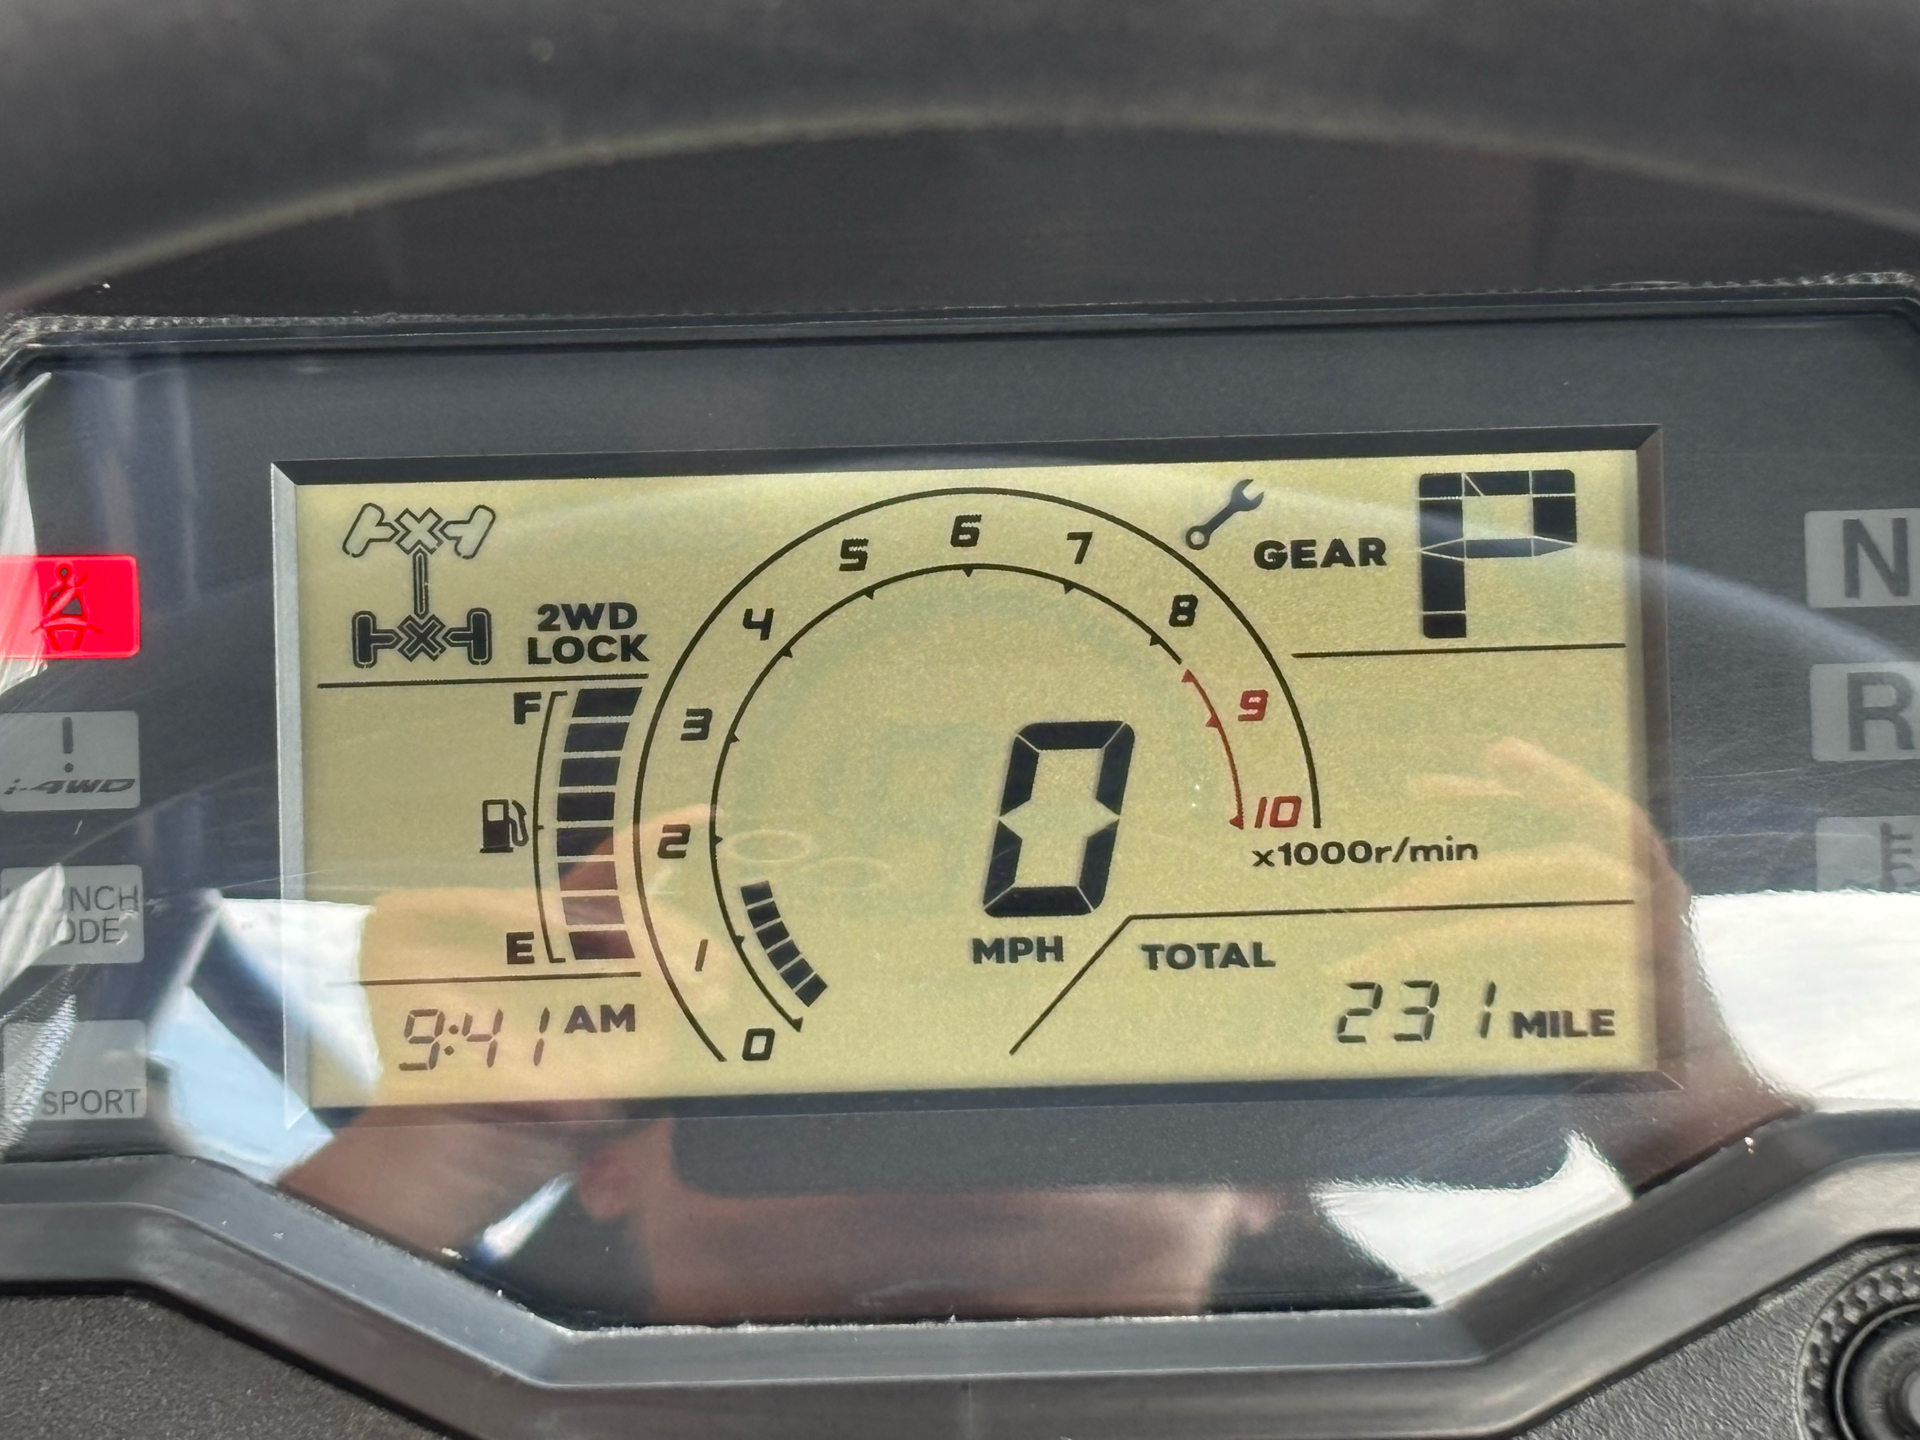 2WD
LOCK
F
E
9:41 AM
0
1
2
3
4
5
6
7
8
9
10
x1000r/min
0
MPH
GEAR
P
TOTAL
231 MILE
!
i-4WD
SPORT
N
R